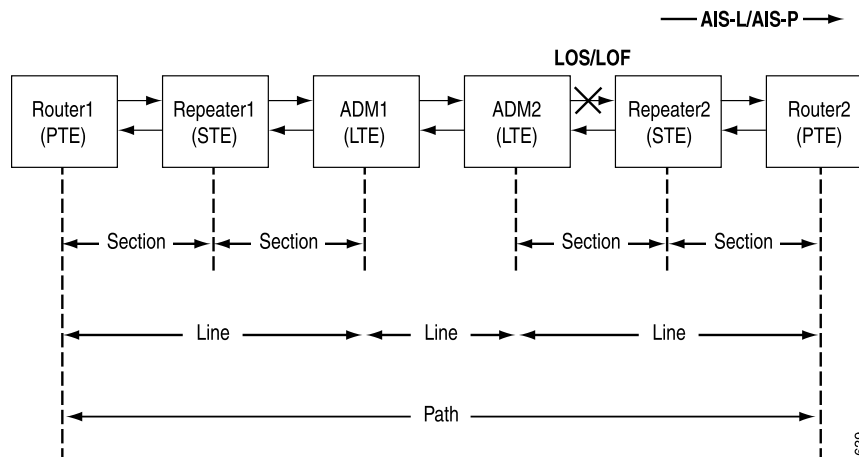 AIS-L/AIS-P
LOS/LOF
Router1
(PTE)
Repeater1
(STE)
ADM1
(LTE)
ADM2
(LTE)
Repeater2
(STE)
Router2
(PTE)
Section
Section
Section
Section
Line
Line
Line
Path